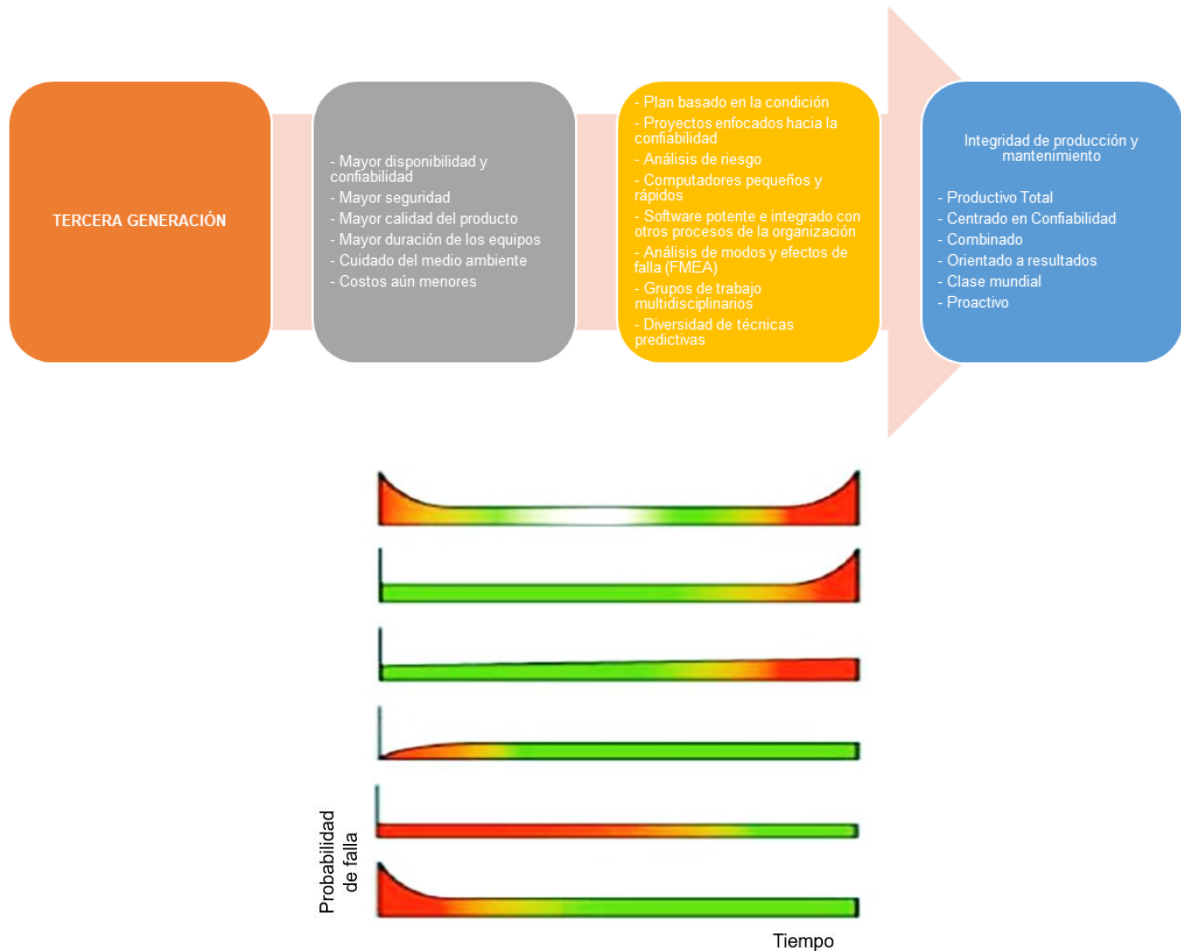 TERCERA GENERACIÓN
- Mayor disponibilidad y
confiabilidad
- Mayor seguridad
- Mayor calidad del producto
- Mayor duración de los equipos
- Cuidado del medio ambiente
- Costos aún menores
- Plan basado en la condición
- Proyectos enfocados hacia la
confiabilidad
- Análisis de riesgo
- Computadores pequeños y
rápidos
- Software potente e integrado con
otros procesos de la organización
- Análisis de modos y efectos de
falla (FMEA)
- Grupos de trabajo
multidisciplinarios
- Diversidad de técnicas
predictivas
Integridad de producción y
mantenimiento
- Productivo Total
- Centrado en Confiabilidad
- Combinado
- Orientado a resultados
- Clase mundial
- Proactivo
Probabilidad
de falla
Tiempo